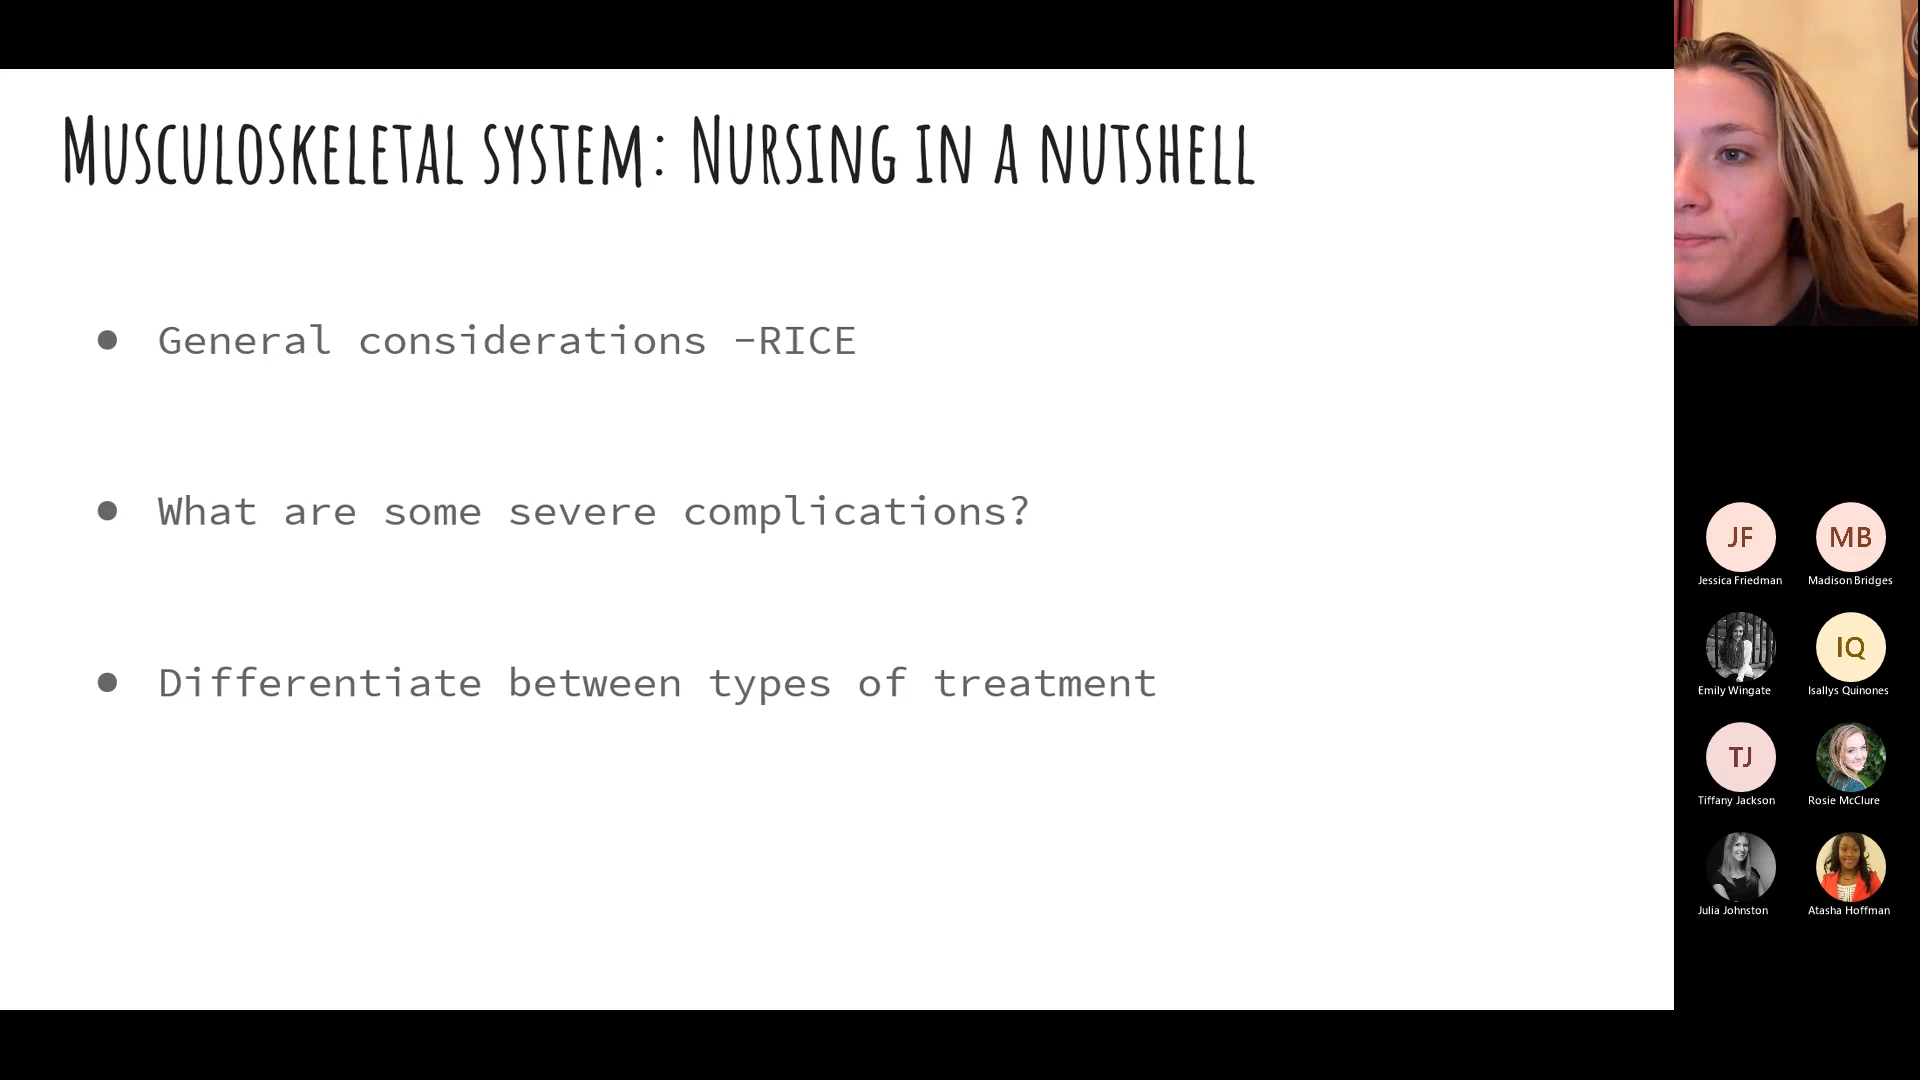 Musculoskeletal system: Nursing in a nutshell
● General considerations -RICE
● What are some severe complications?
● Differentiate between types of treatment
JF
Jessica Friedman
MB
Madison Bridges
Emily Wingate
IQ
Isallys Quinones
TJ
Tiffany Jackson
Rosie McClure
Julia Johnston
Atasha Hoffman